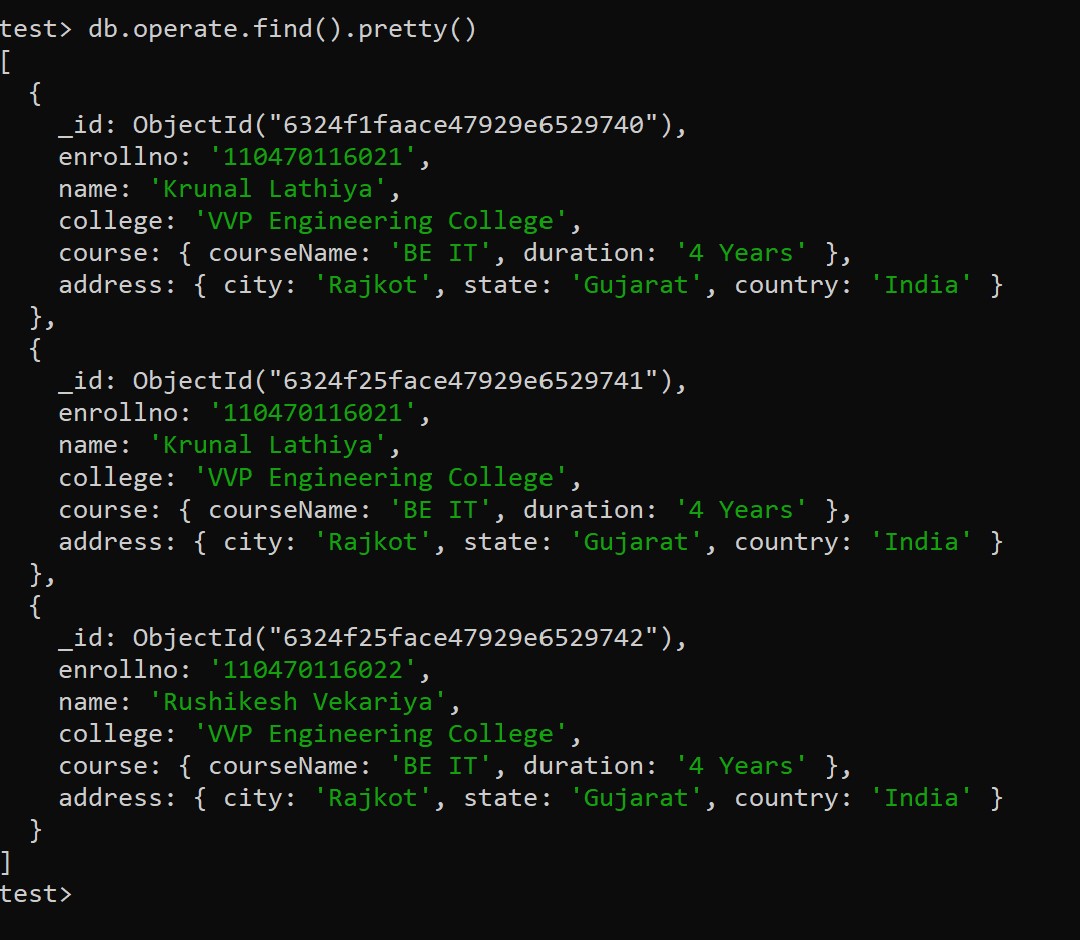 test> db.operate.find().pretty()
[
  {
    _id: ObjectId("6324f1faace47929e6529740"),
    enrollno: '110470116021',
    name: 'Krunal Lathiya',
    college: 'VVP Engineering College',
    course: { courseName: 'BE IT', duration: '4 Years' },
    address: { city: 'Rajkot', state: 'Gujarat', country: 'India' }
  },
  {
    _id: ObjectId("6324f25face47929e6529741"),
    enrollno: '110470116021',
    name: 'Krunal Lathiya',
    college: 'VVP Engineering College',
    course: { courseName: 'BE IT', duration: '4 Years' },
    address: { city: 'Rajkot', state: 'Gujarat', country: 'India' }
  },
  {
    _id: ObjectId("6324f25face47929e6529742"),
    enrollno: '110470116022',
    name: 'Rushikesh Vekariya',
    college: 'VVP Engineering College',
    course: { courseName: 'BE IT', duration: '4 Years' },
    address: { city: 'Rajkot', state: 'Gujarat', country: 'India' }
  }
]
test>